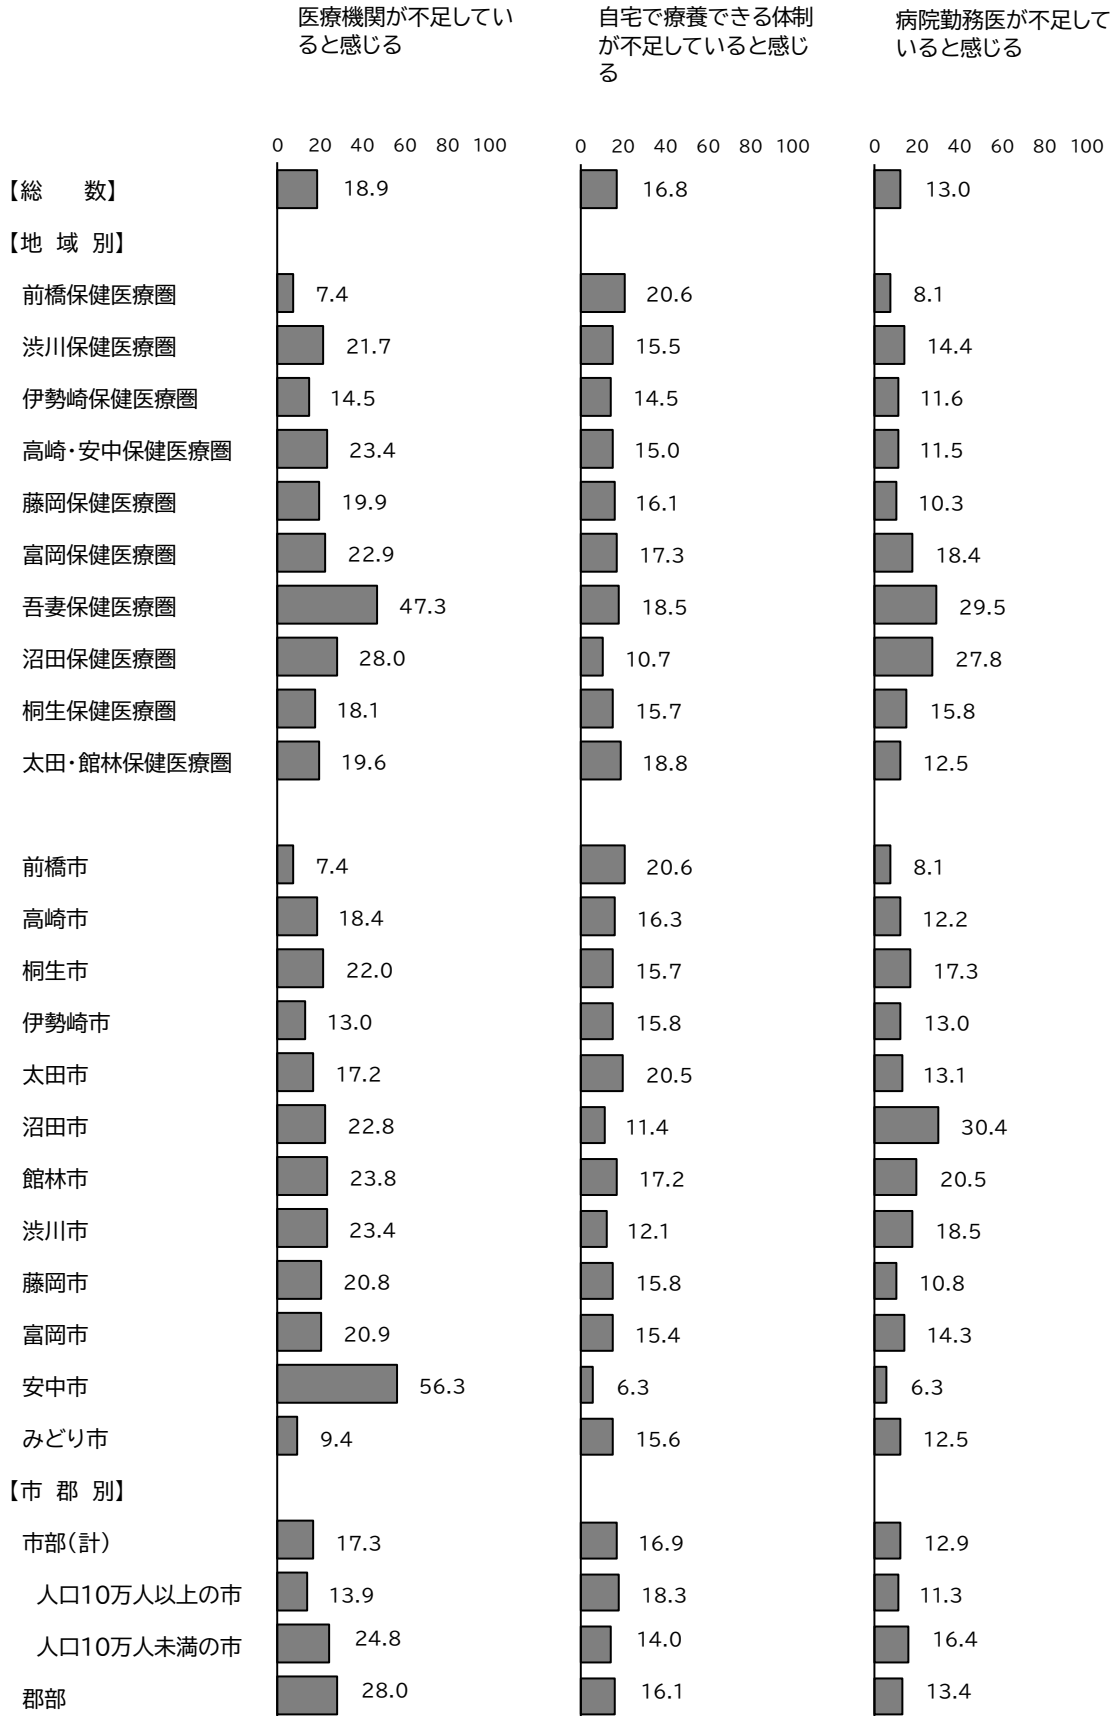 医療機関が不足してい
ると感じる
自宅で療養できる体制
が不足していると感じ
る
病院勤務医が不足して
いると感じる
0 20 40 60 80 100 0 20 40 60 80 100 0 20 40 60 80 100
【総 数】 18.9 16.8 13.0
【地 域 別】
前橋保健医療圏 7.4 20.6 8.1
渋川保健医療圏 21.7 15.5 14.4
伊勢崎保健医療圏 14.5 14.5 11.6
高崎・安中保健医療圏 23.4 15.0 11.5
藤岡保健医療圏 19.9 16.1 10.3
富岡保健医療圏 22.9 17.3 18.4
吾妻保健医療圏 47.3 18.5 29.5
沼田保健医療圏 28.0 10.7 27.8
桐生保健医療圏 18.1 15.7 15.8
太田・館林保健医療圏 19.6 18.8 12.5
前橋市 7.4 20.6 8.1
高崎市 18.4 16.3 12.2
桐生市 22.0 15.7 17.3
伊勢崎市 13.0 15.8 13.0
太田市 17.2 20.5 13.1
沼田市 22.8 11.4 30.4
館林市 23.8 17.2 20.5
渋川市 23.4 12.1 18.5
藤岡市 20.8 15.8 10.8
富岡市 20.9 15.4 14.3
安中市 56.3 6.3 6.3
みどり市 9.4 15.6 12.5
【市 郡 別】
市部(計) 17.3 16.9 12.9
人口10万人以上の市 13.9 18.3 11.3
人口10万人未満の市 24.8 14.0 16.4
郡部 28.0 16.1 13.4